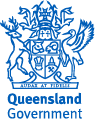 AUDAX AT FIDELIS
Queensland
Government